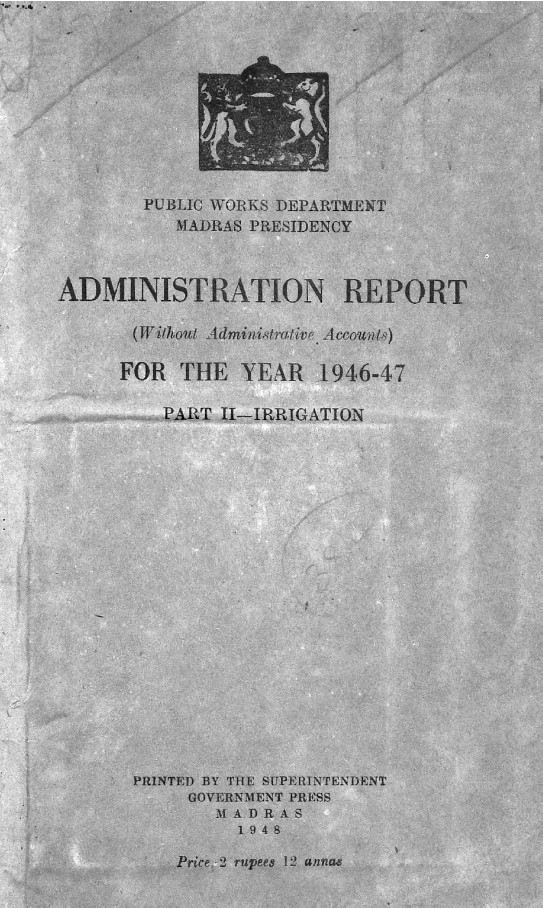 PUBLIC WORKS DEPARTMENT
MADRAS PRESIDENCY
ADMINISTRATION REPORT
(Without Administrative Accounts)
FOR THE YEAR 1946-47
PART II—IRRIGATION
PRINTED BY THE SUPERINTENDENT
GOVERNMENT PRESS
MADRAS
1948
Price, 2 rupees 12 annas